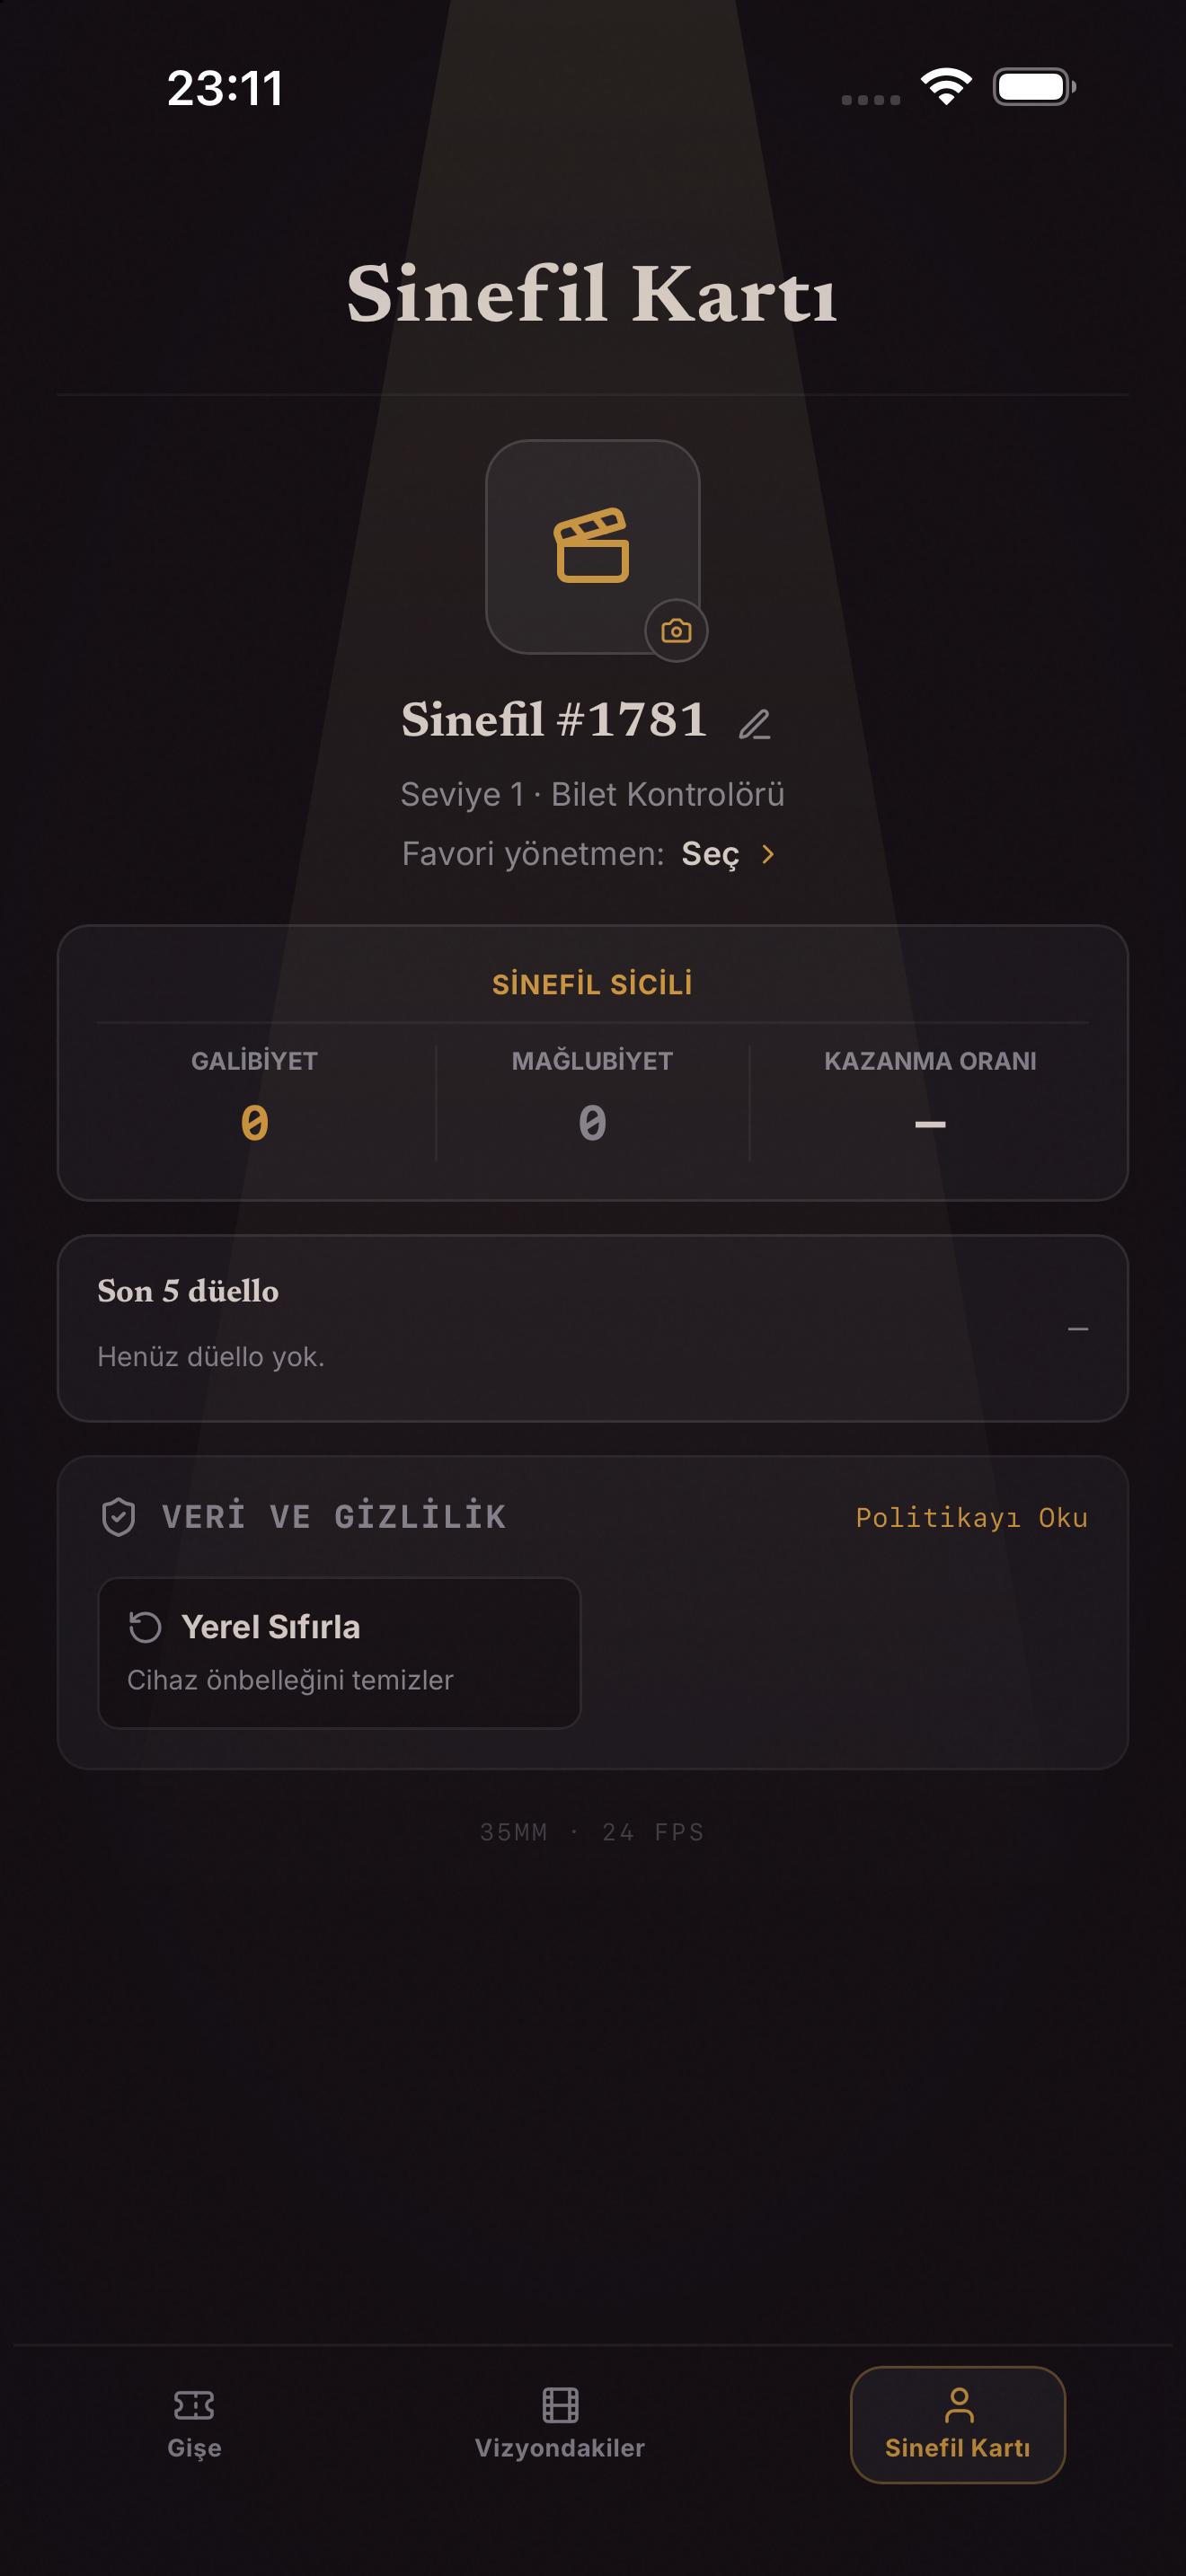 23:11
Sinefil Kartı
Sinefil #1781
Seviye 1 · Bilet Kontrolörü
Favori yönetmen: Seç
SİNEFİL SİCİLİ
GALİBİYET MAĞLUBİYET KAZANMA ORANI
0 0 –
Son 5 düello
Henüz düello yok.
–
VERİ VE GİZLİLİK Politikayı Oku
Yerel Sıfırla
Cihaz önbelleğini temizler
35MM · 24 FPS
Gişe Vizyondakiler Sinefil Kartı